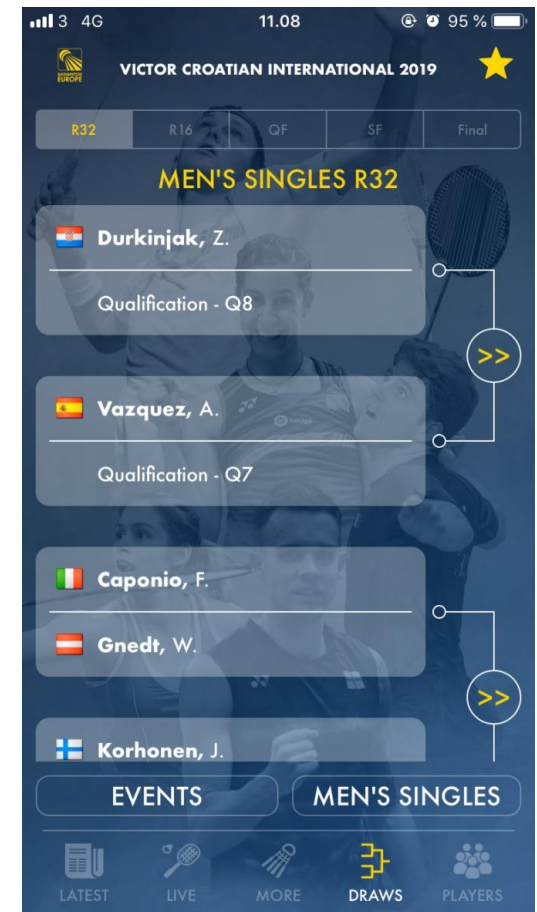 3 4G 11.08 95 %
BADMINTON EUROPE
VICTOR CROATIAN INTERNATIONAL 2019
R32 R16 QF SF Final
MEN'S SINGLES R32
Durkinjak, Z.
Qualification - Q8
>>
Vazquez, A.
Qualification - Q7
Caponio, F.
Gnedt, W.
>>
Korhonen, J.
EVENTS MEN'S SINGLES
LATEST LIVE MORE DRAWS PLAYERS